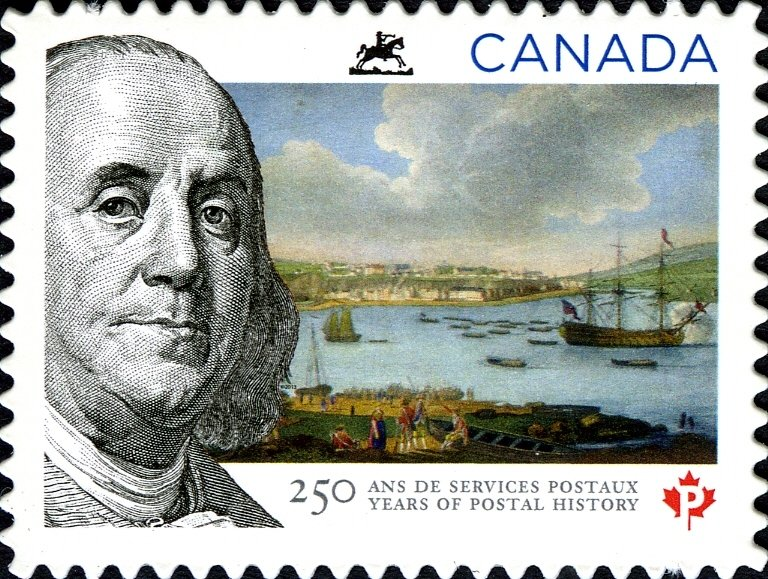 CANADA
250 ANS DE SERVICES POSTAUX
YEARS OF POSTAL HISTORY
P